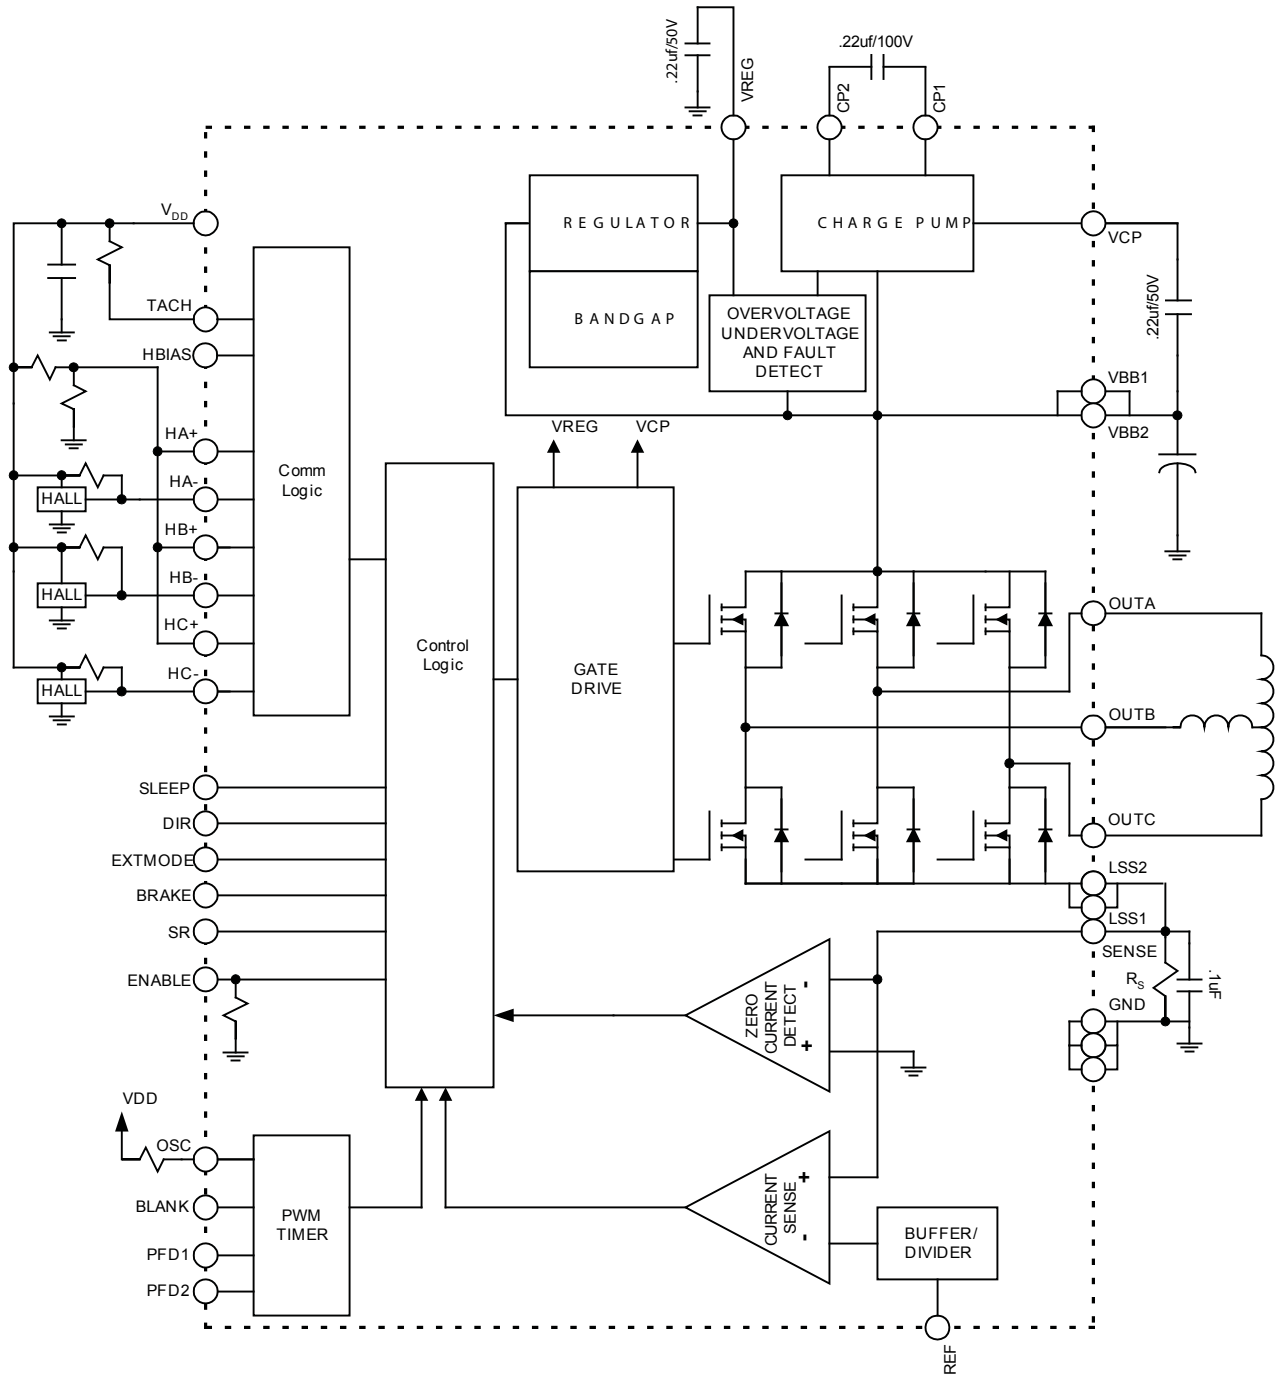 .22uf/50V
VREG
.22uf/100V
CP2
CP1
REGULATOR
BANDGAP
CHARGE PUMP
VCP
.22uf/50V
OVERVOLTAGE
UNDERVOLTAGE
AND FAULT
DETECT
VBB1
VBB2
VDD
TACH
HBIAS
HA+
HA-
HALL
HB+
HB-
HALL
HC+
HC-
HALL
Comm
Logic
VREG
VCP
Control
Logic
GATE
DRIVE
OUTA
OUTB
OUTC
SLEEP
DIR
EXTMODE
BRAKE
SR
ENABLE
LSS2
LSS1
SENSE
RS
.1uF
GND
ZERO
CURRENT
DETECT
-
+
VDD
OSC
BLANK
PFD1
PFD2
PWM
TIMER
CURRENT
SENSE
+
-
BUFFER/
DIVIDER
REF